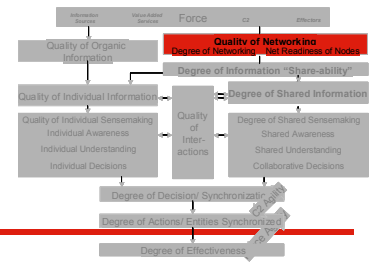 Information Sources
Value Added Services
Force
C2
Effectors
Quality of Organic
Information
Quality of Networking
Degree of Networking Net Readiness of Nodes
Degree of Information “Share-ability”
Quality of Individual Information
Degree of Shared Information
Quality of Individual Sensemaking
Individual Awareness
Individual Understanding
Individual Decisions
Quality
of
Inter-
actions
Degree of Shared Sensemaking
Shared Awareness
Shared Understanding
Collaborative Decisions
Degree of Decision/ Synchronization
C2 Agility
Degree of Actions/ Entities Synchronized
Degree of Effectiveness